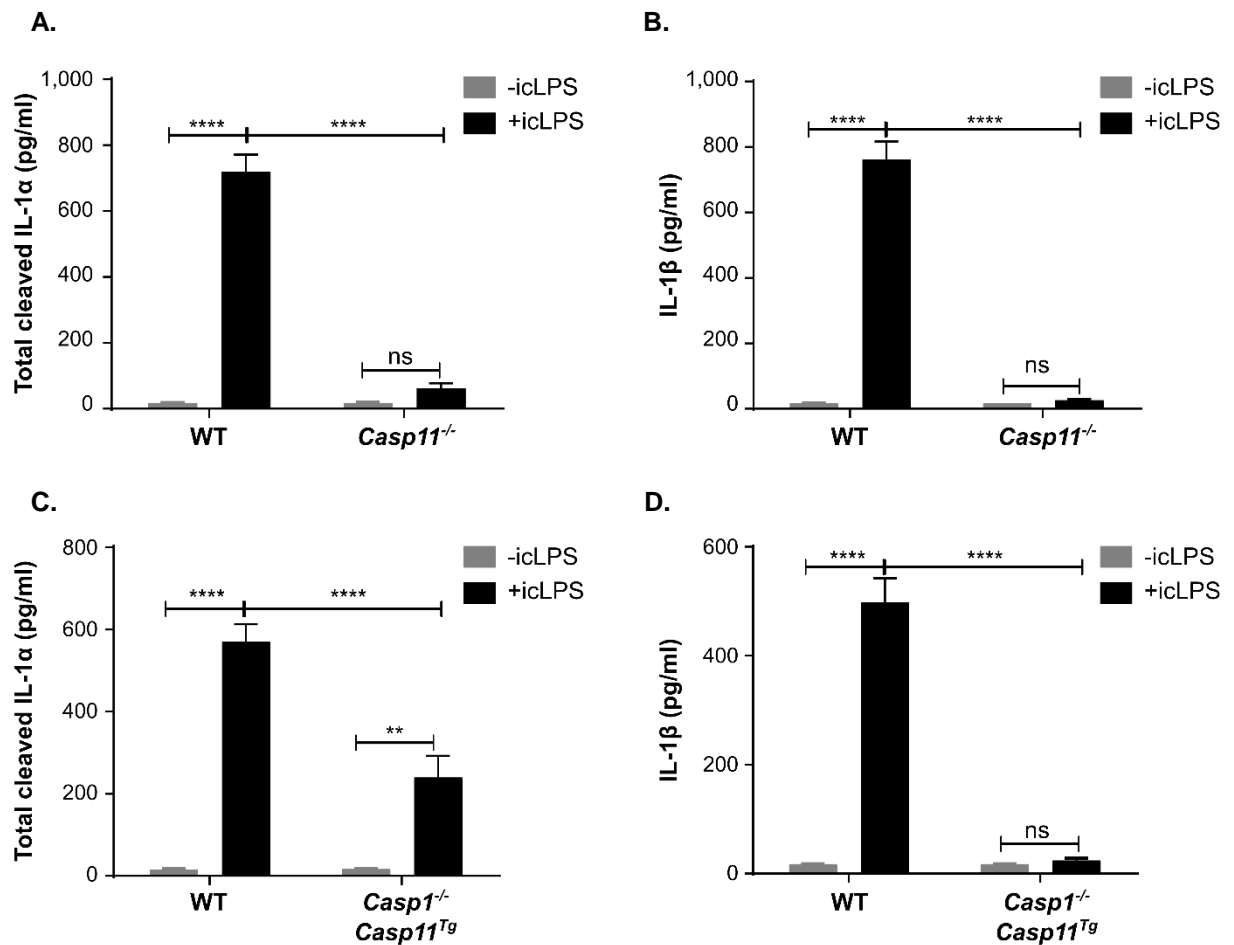 A.
Total cleaved IL-1α (pg/ml)
1,000
800
600
400
200
0
-icLPS
+icLPS
**** ****
ns
WT Casp11-/-
B.
IL-1β (pg/ml)
1,000
800
600
400
200
0
-icLPS
+icLPS
**** ****
ns
WT Casp11-/-
C.
Total cleaved IL-1α (pg/ml)
800
600
400
200
0
-icLPS
+icLPS
**** ****
**
WT Casp1-/-
Casp11Tg
D.
IL-1β (pg/ml)
600
400
200
0
-icLPS
+icLPS
**** ****
ns
WT Casp1-/-
Casp11Tg